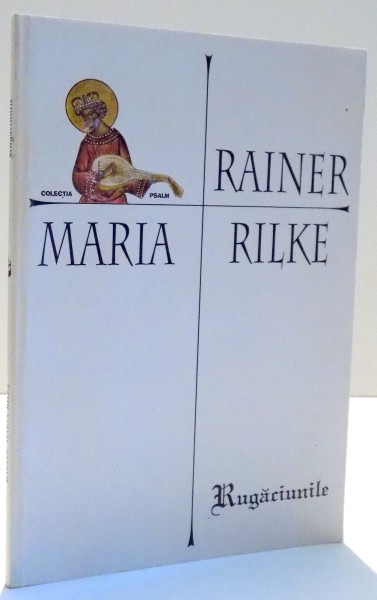 COLECȚIA PSALM
RAINER
MARIA RILKE
Rugăciunile